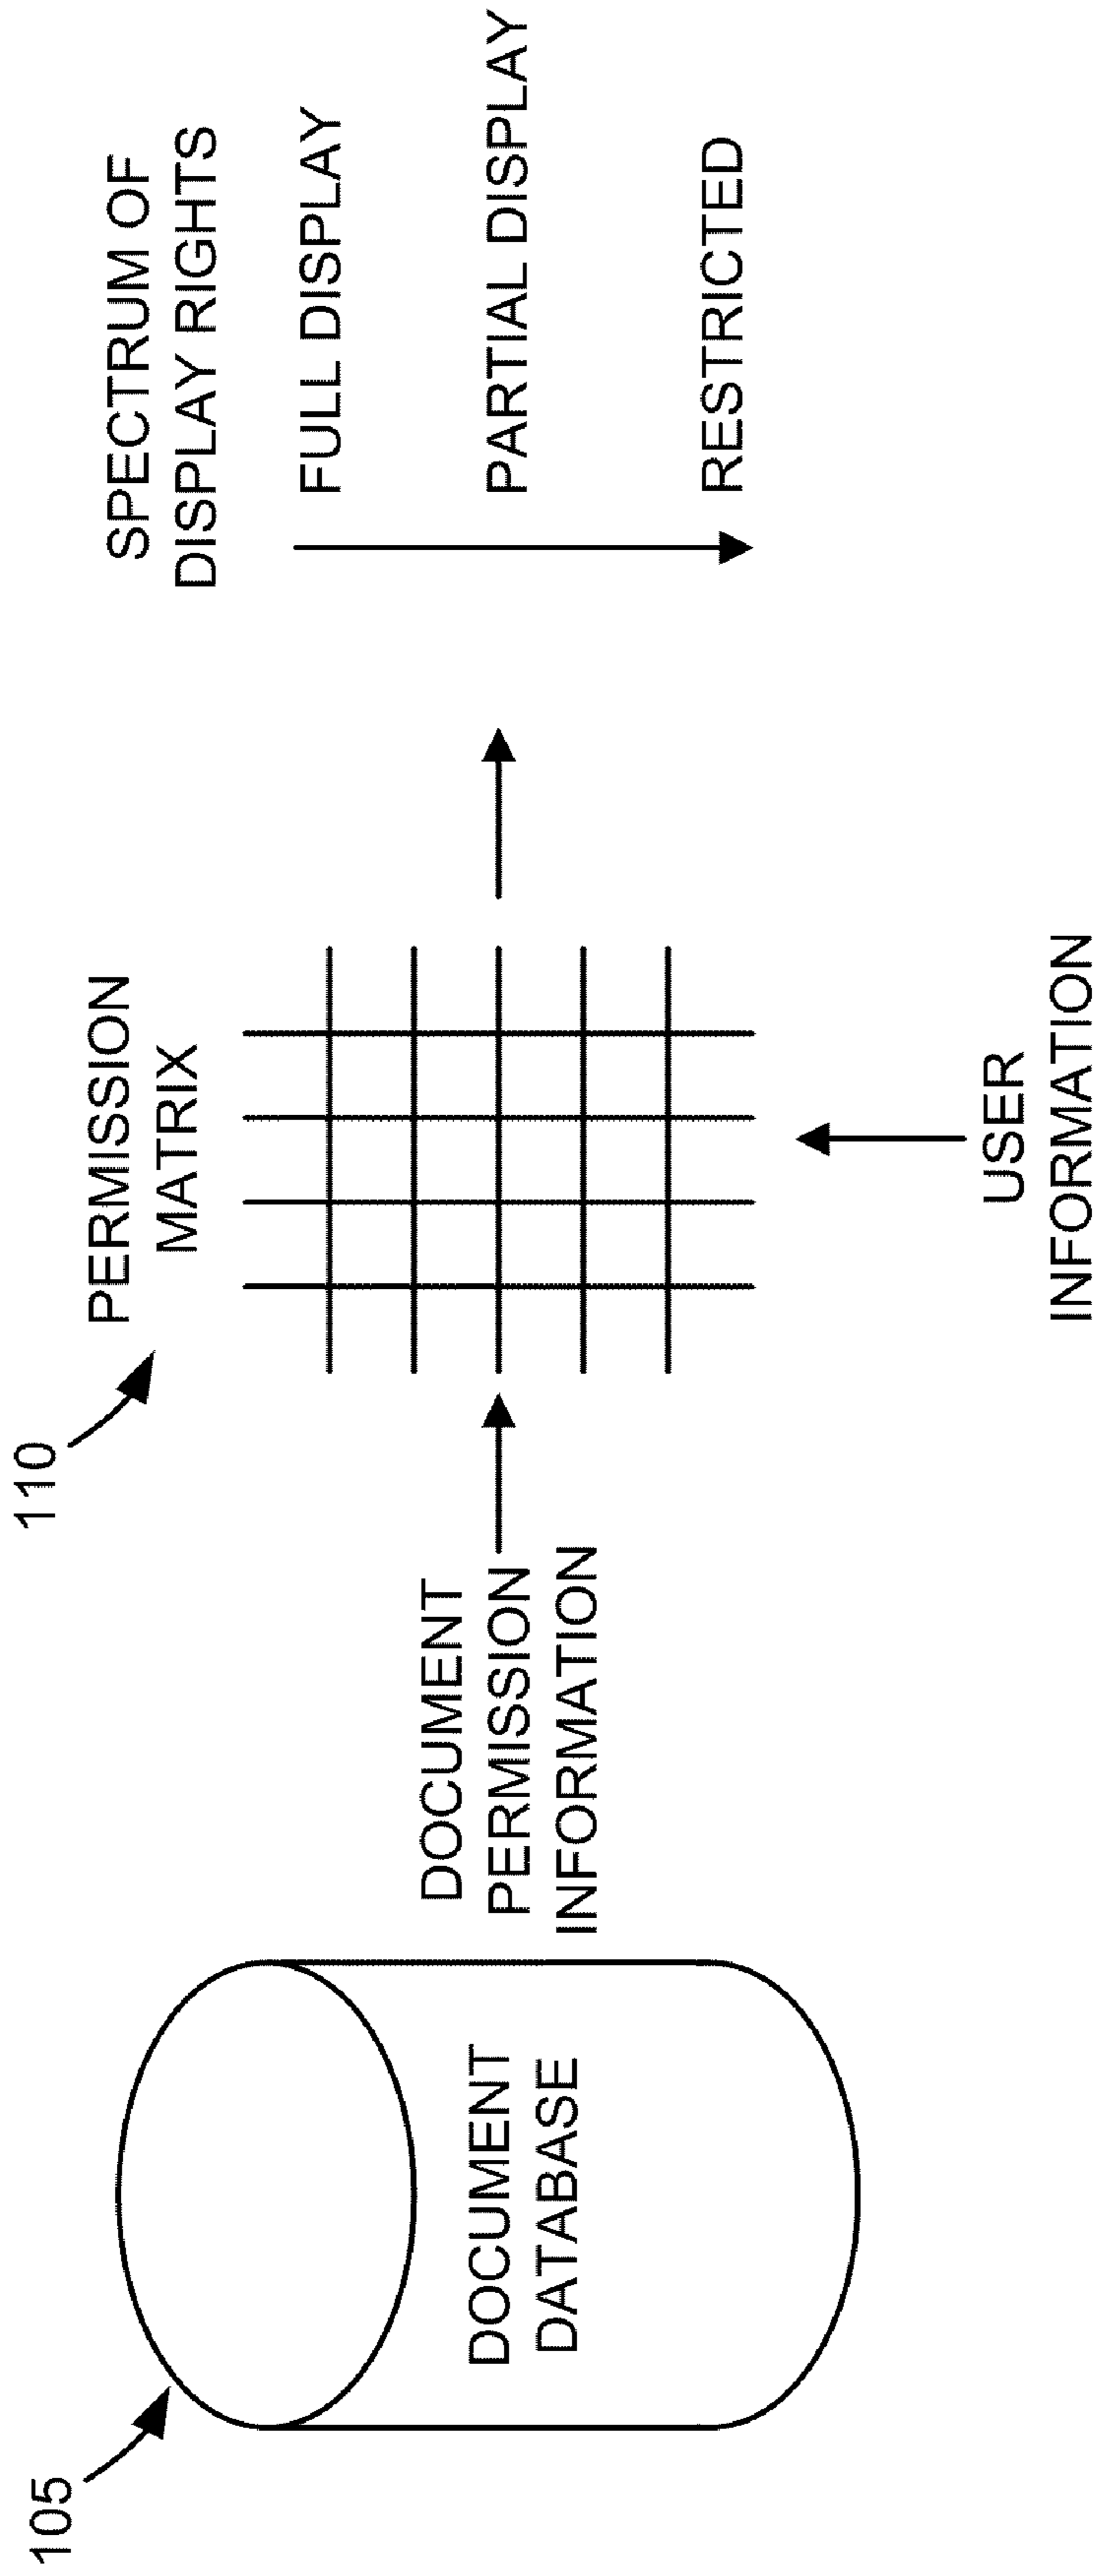 105
DOCUMENT
DATABASE
DOCUMENT
PERMISSION
INFORMATION
110
PERMISSION
MATRIX
USER
INFORMATION
SPECTRUM OF
DISPLAY RIGHTS
FULL DISPLAY
PARTIAL DISPLAY
RESTRICTED